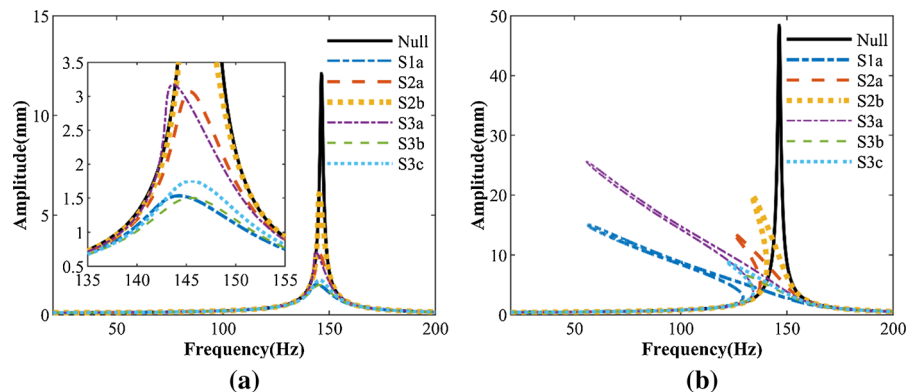 15
10
5
0
Amplitude(mm)
3.5
3
2.5
2
1.5
1
0.5
135 140 145 150 155
Null
S1a
S2a
S2b
S3a
S3b
S3c
50 100 150 200
Frequency(Hz)
(a)
50
40
30
20
10
0
Amplitude(mm)
Null
S1a
S2a
S2b
S3a
S3b
S3c
50 100 150 200
Frequency(Hz)
(b)